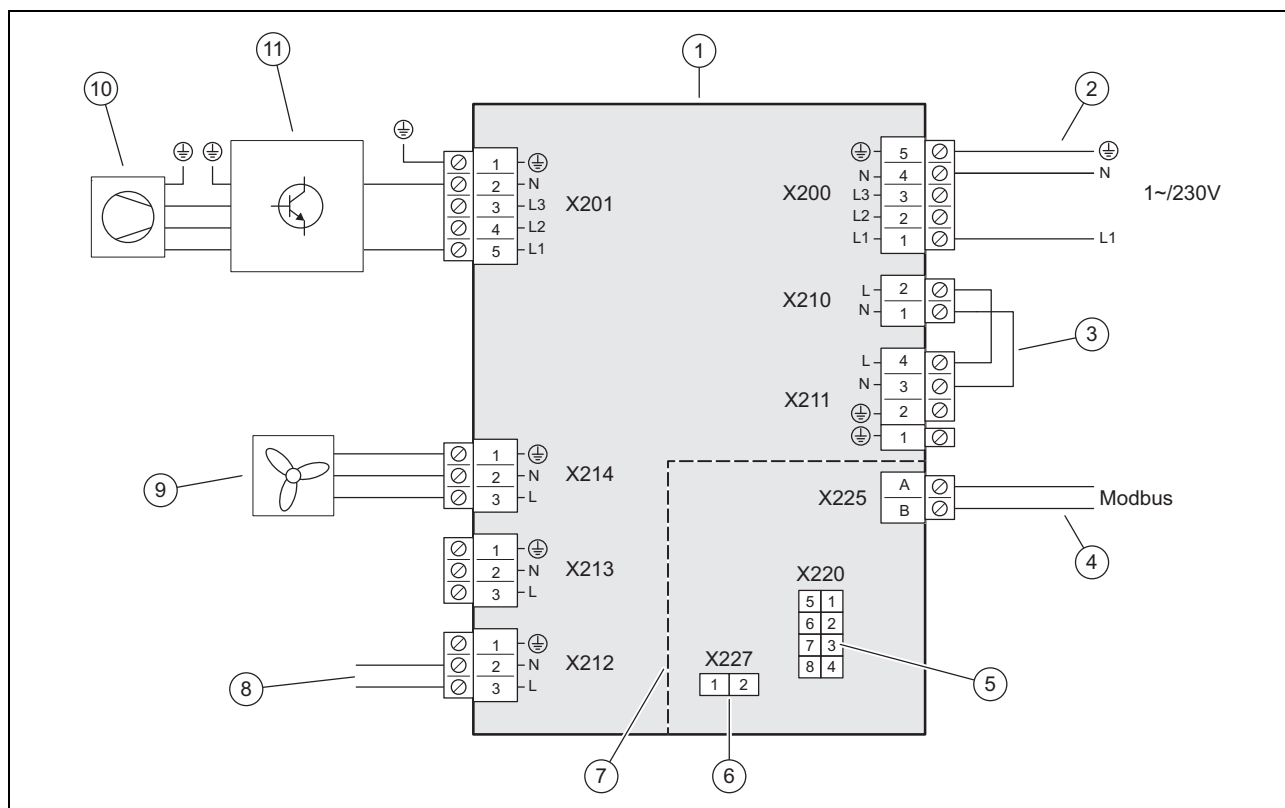 11
1
10
2
1
2 N
3 L3
4 L2
5 L1
X201
X200
5
N 4
L3 3
L2 2
L1 1
N
L1
1~/230V
X210
L 2
N 1
3
X211
L 4
N 3
2
1
9
1
2 N
3 L
X214
X225
A
B
Modbus
4
1
2 N
3 L
X213
X220
5 1
6 2
7 3
8 4
5
8
1
2 N
3 L
X212
X227
1 2
7
6